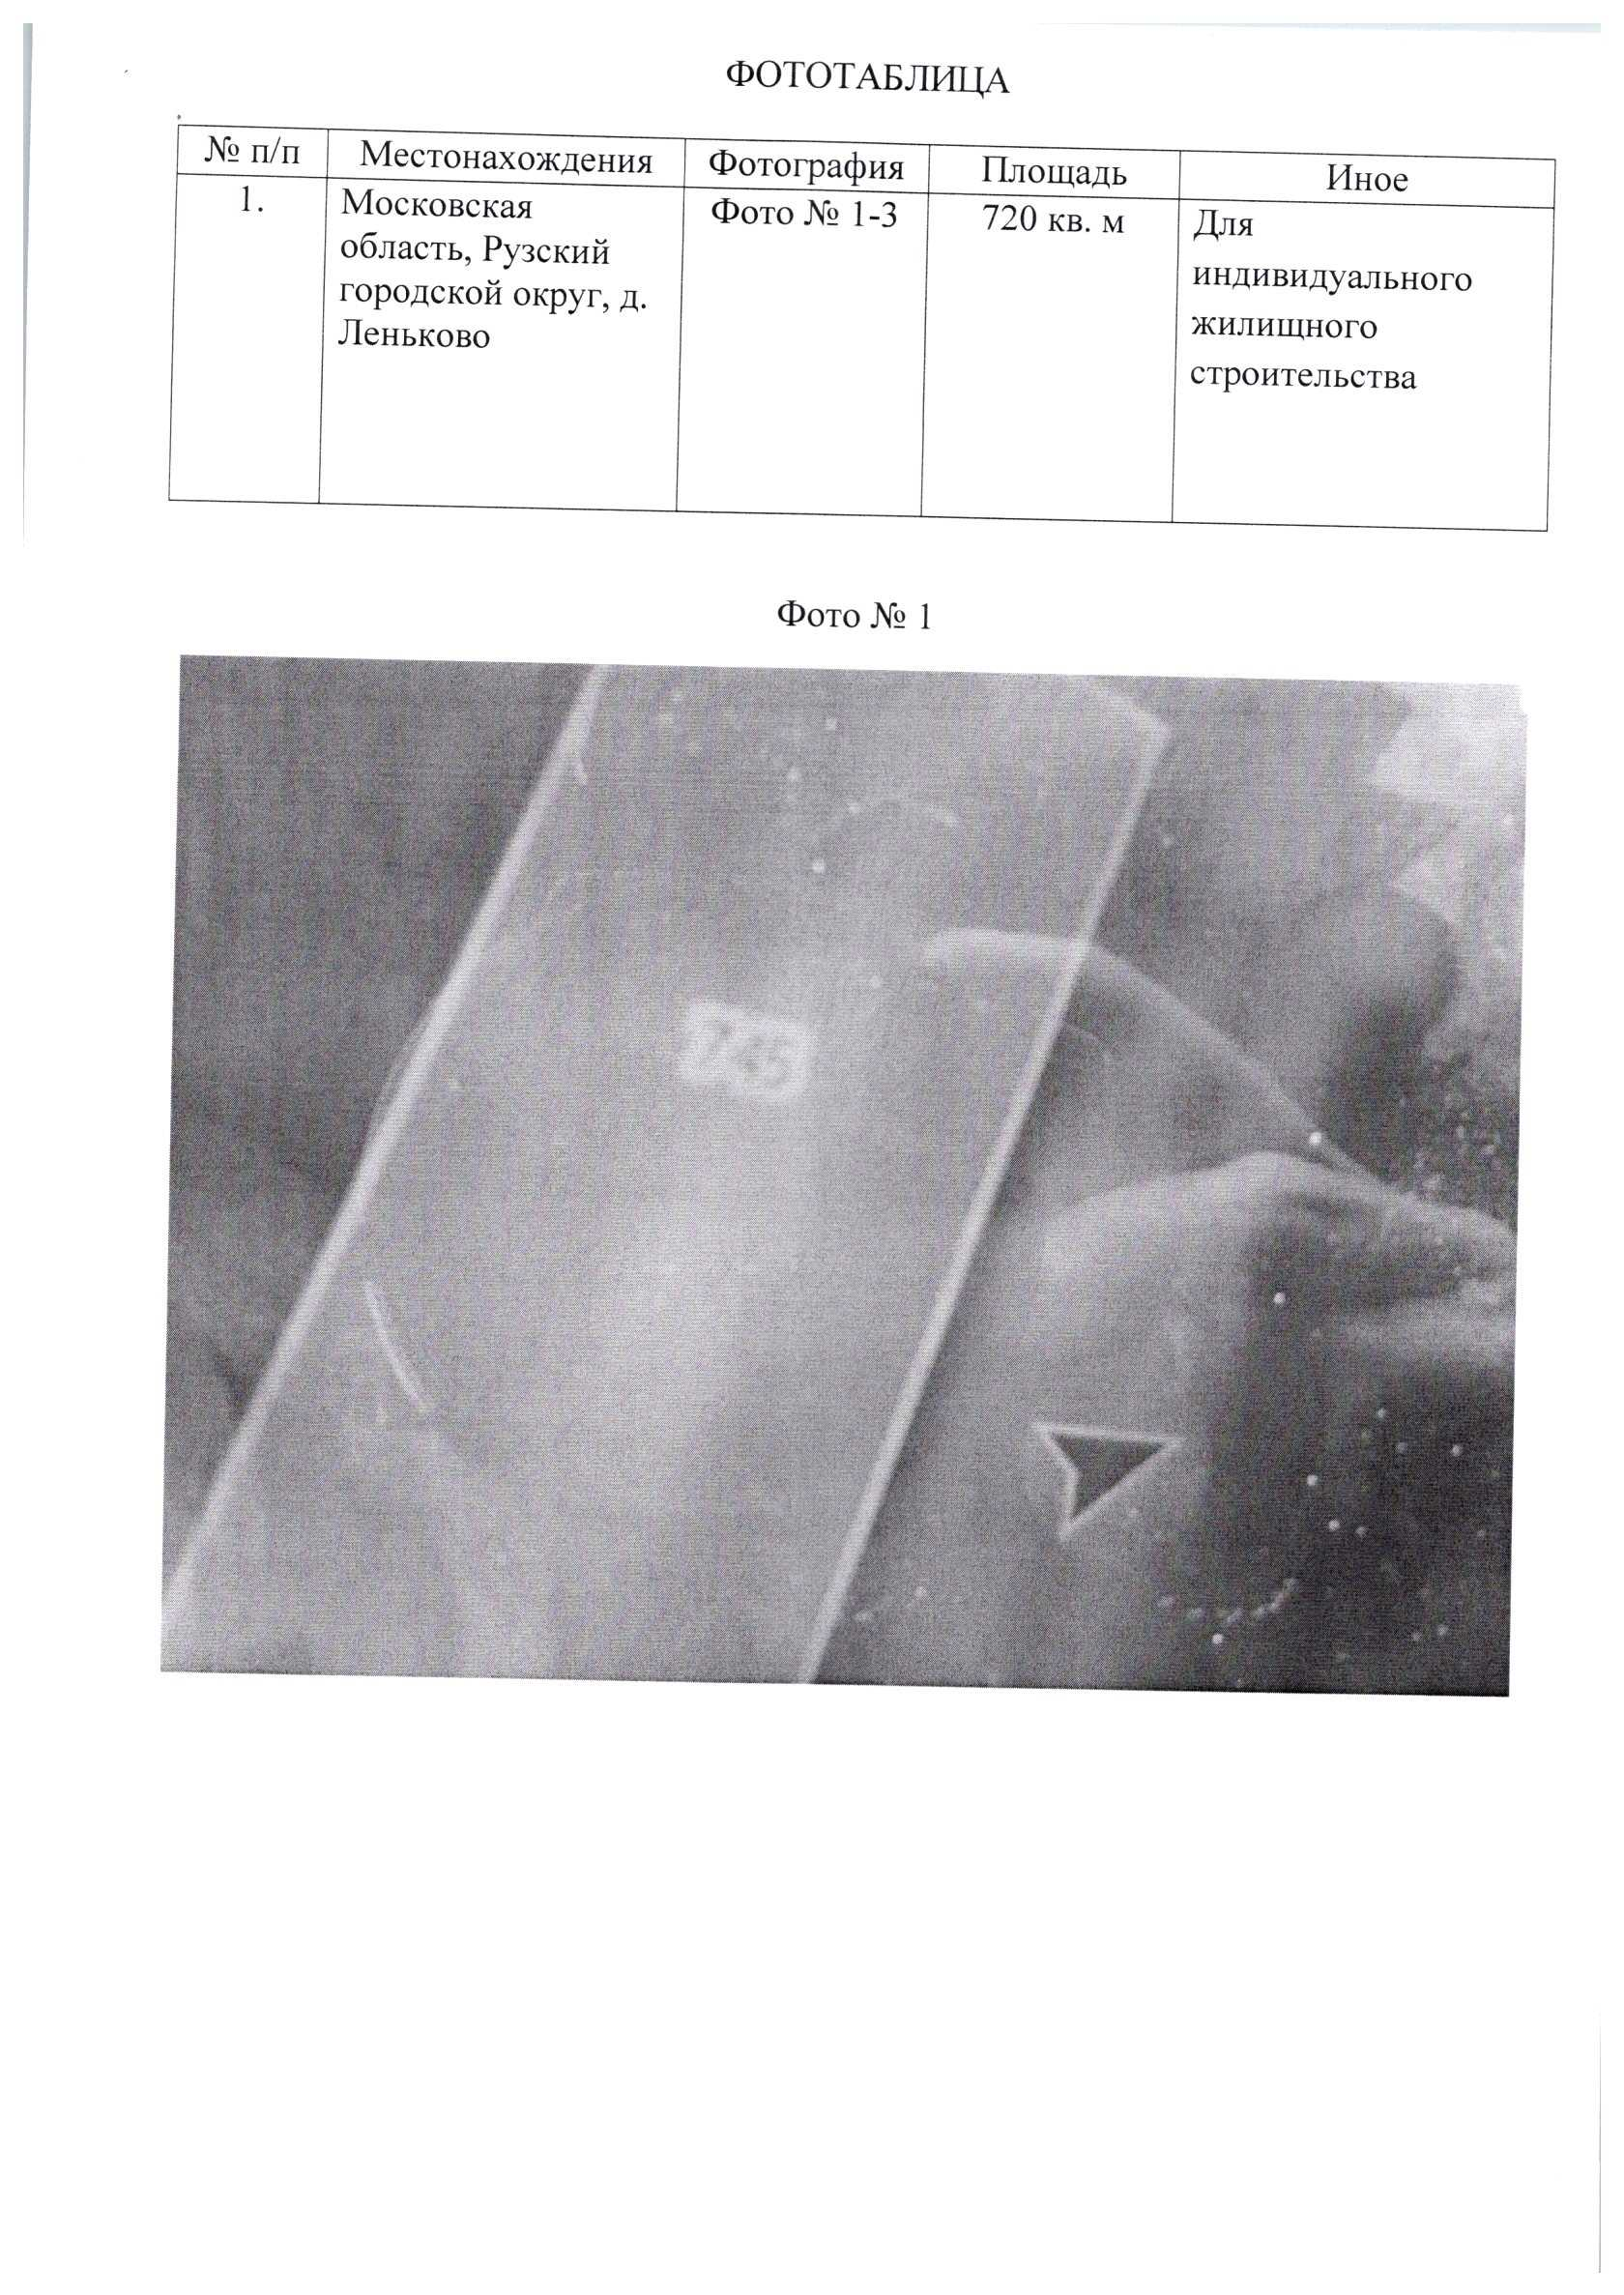 ФОТОТАБЛИЦА
№ п/п Местонахождения Фотография Площадь Иное
1. Московская область, Рузский городской округ, д. Леньково Фото № 1-3 720 кв. м Для индивидуального жилищного строительства
Фото № 1